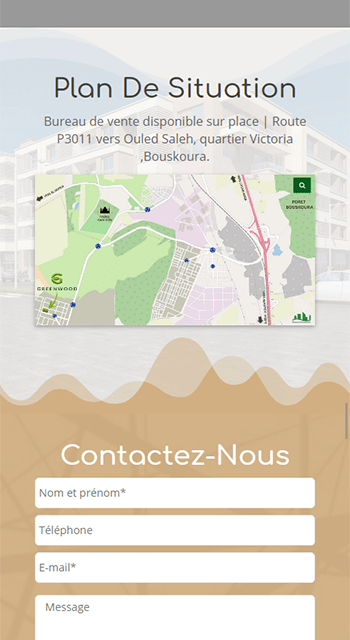 Plan De Situation
Bureau de vente disponible sur place | Route
P3011 vers Ouled Saleh, quartier Victoria
,Bouskoura.
FORET
BOUSKOURA
GREENWOOD
Contactez-Nous
Nom et prénom*
Téléphone
E-mail*
Message